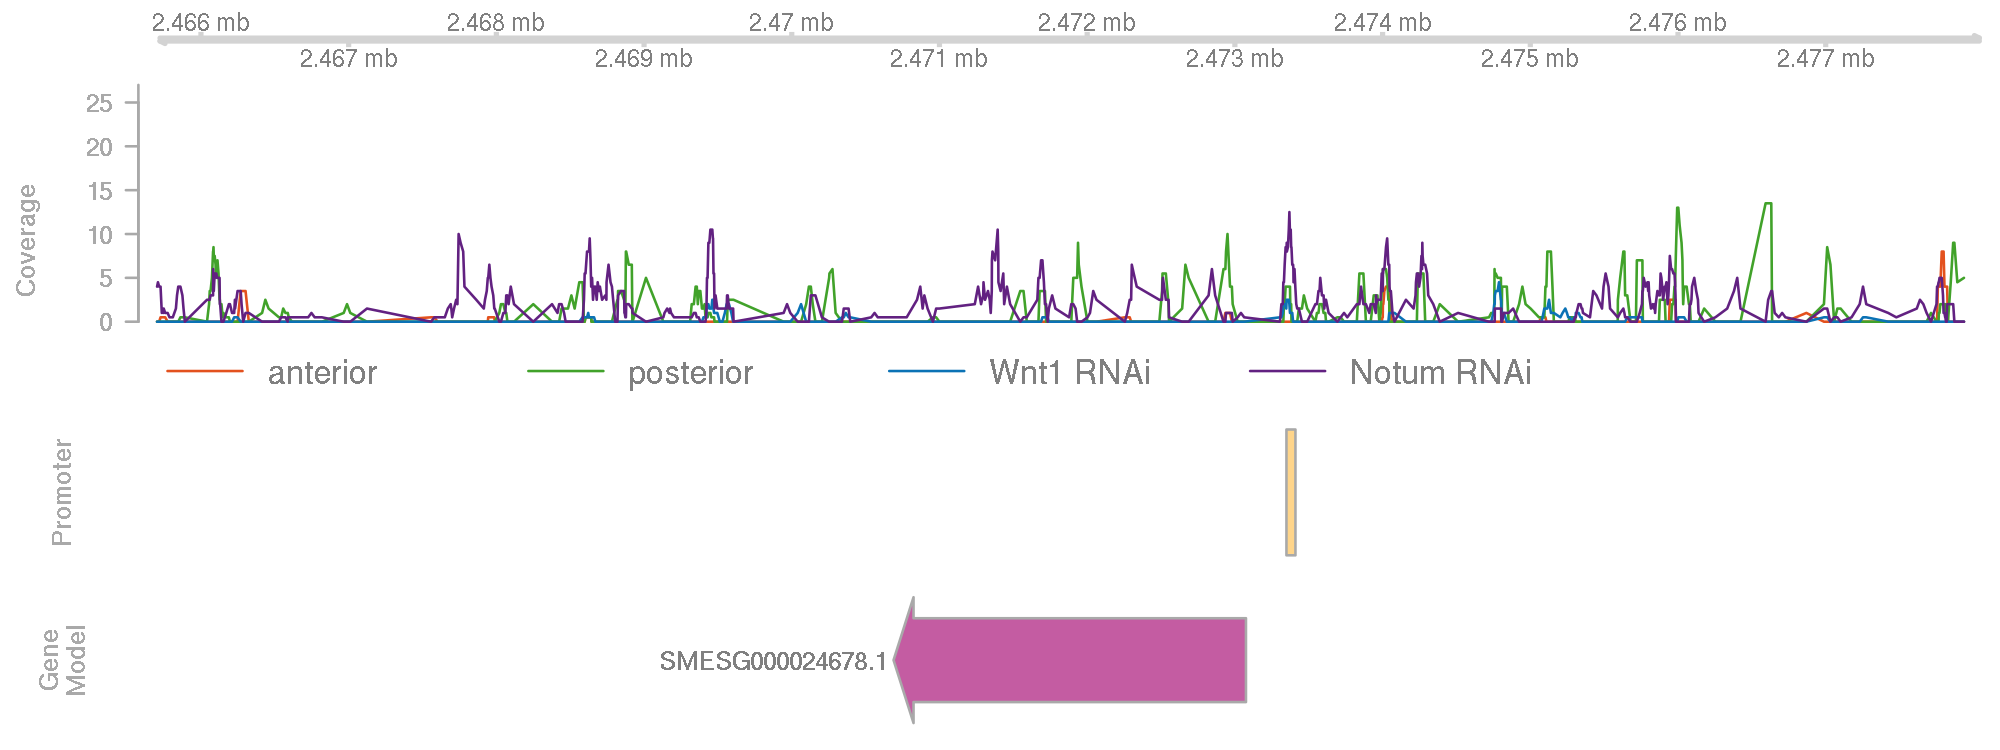 2.466 mb 2.468 mb 2.47 mb 2.472 mb 2.474 mb 2.476 mb
2.467 mb 2.469 mb 2.471 mb 2.473 mb 2.475 mb 2.477 mb
Coverage
25
20
15
10
5
0
anterior posterior Wnt1 RNAi Notum RNAi
Promoter
Gene
Model
SMESG000024678.1